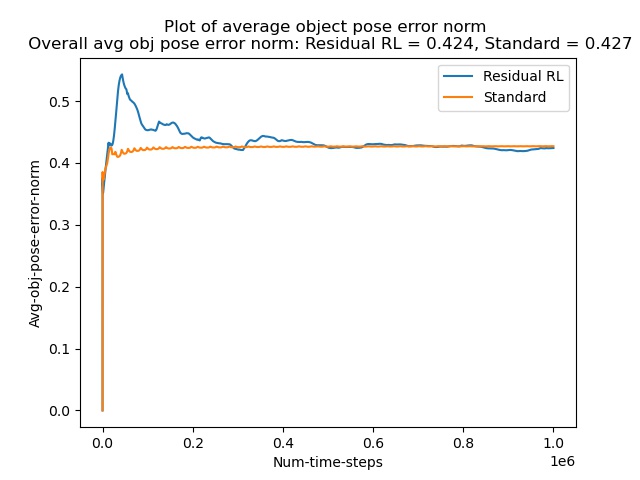 Plot of average object pose error norm
Overall avg obj pose error norm: Residual RL = 0.424, Standard = 0.427
Residual RL
Standard
Avg-obj-pose-error-norm
0.5
0.4
0.3
0.2
0.1
0.0
0.0 0.2 0.4 0.6 0.8 1.0
1e6
Num-time-steps